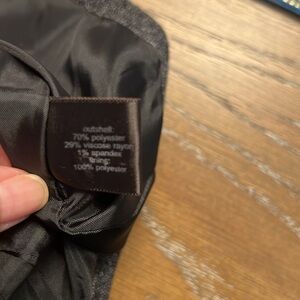 outshell:
70% polyester
29% viscose rayon
1% spandex
lining:
100% polyester